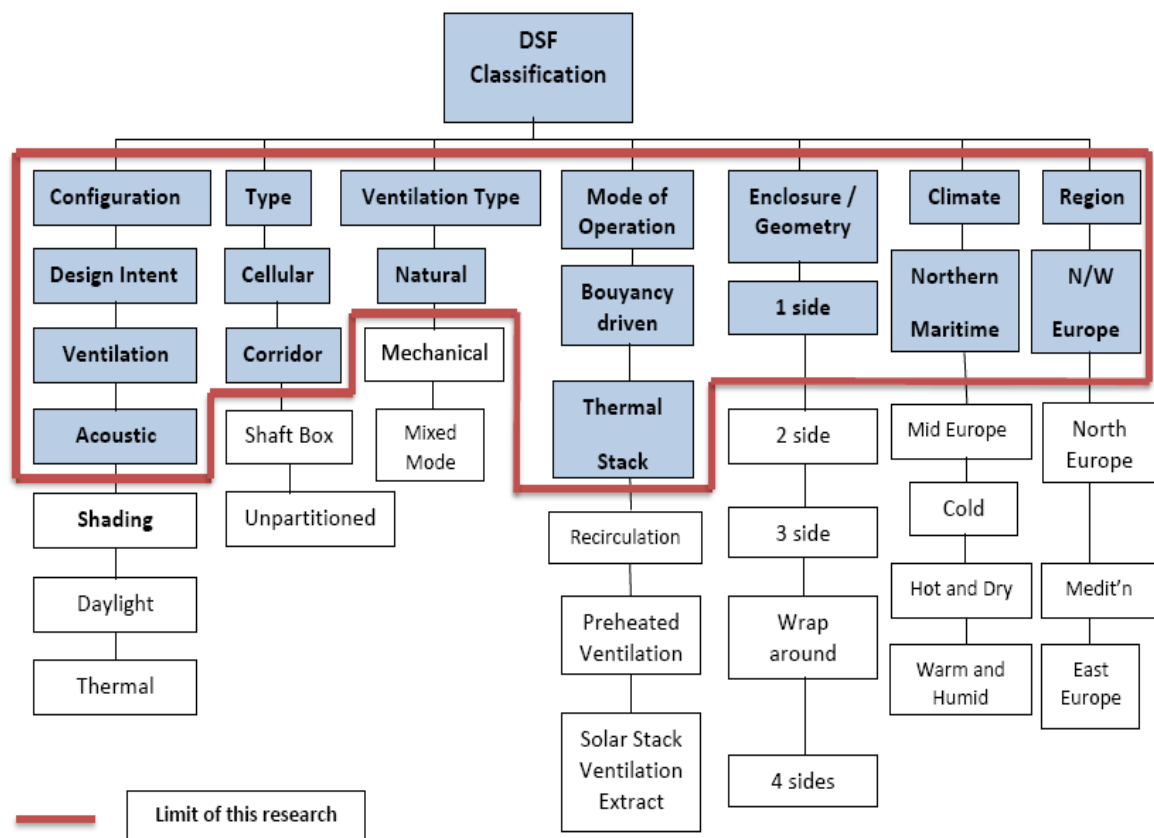 DSF
Classification
Configuration
Design Intent
Ventilation
Acoustic
Shading
Daylight
Thermal
Type
Cellular
Corridor
Shaft Box
Unpartitioned
Ventilation Type
Natural
Mechanical
Mixed
Mode
Mode of
Operation
Bouyancy
driven
Thermal
Stack
Recirculation
Preheated
Ventilation
Solar Stack
Ventilation
Extract
Enclosure /
Geometry
1 side
2 side
3 side
Wrap
around
4 sides
Climate
Northern
Maritime
Mid Europe
Cold
Hot and Dry
Warm and
Humid
Region
N/W
Europe
North
Europe
Medit’n
East
Europe
Limit of this research